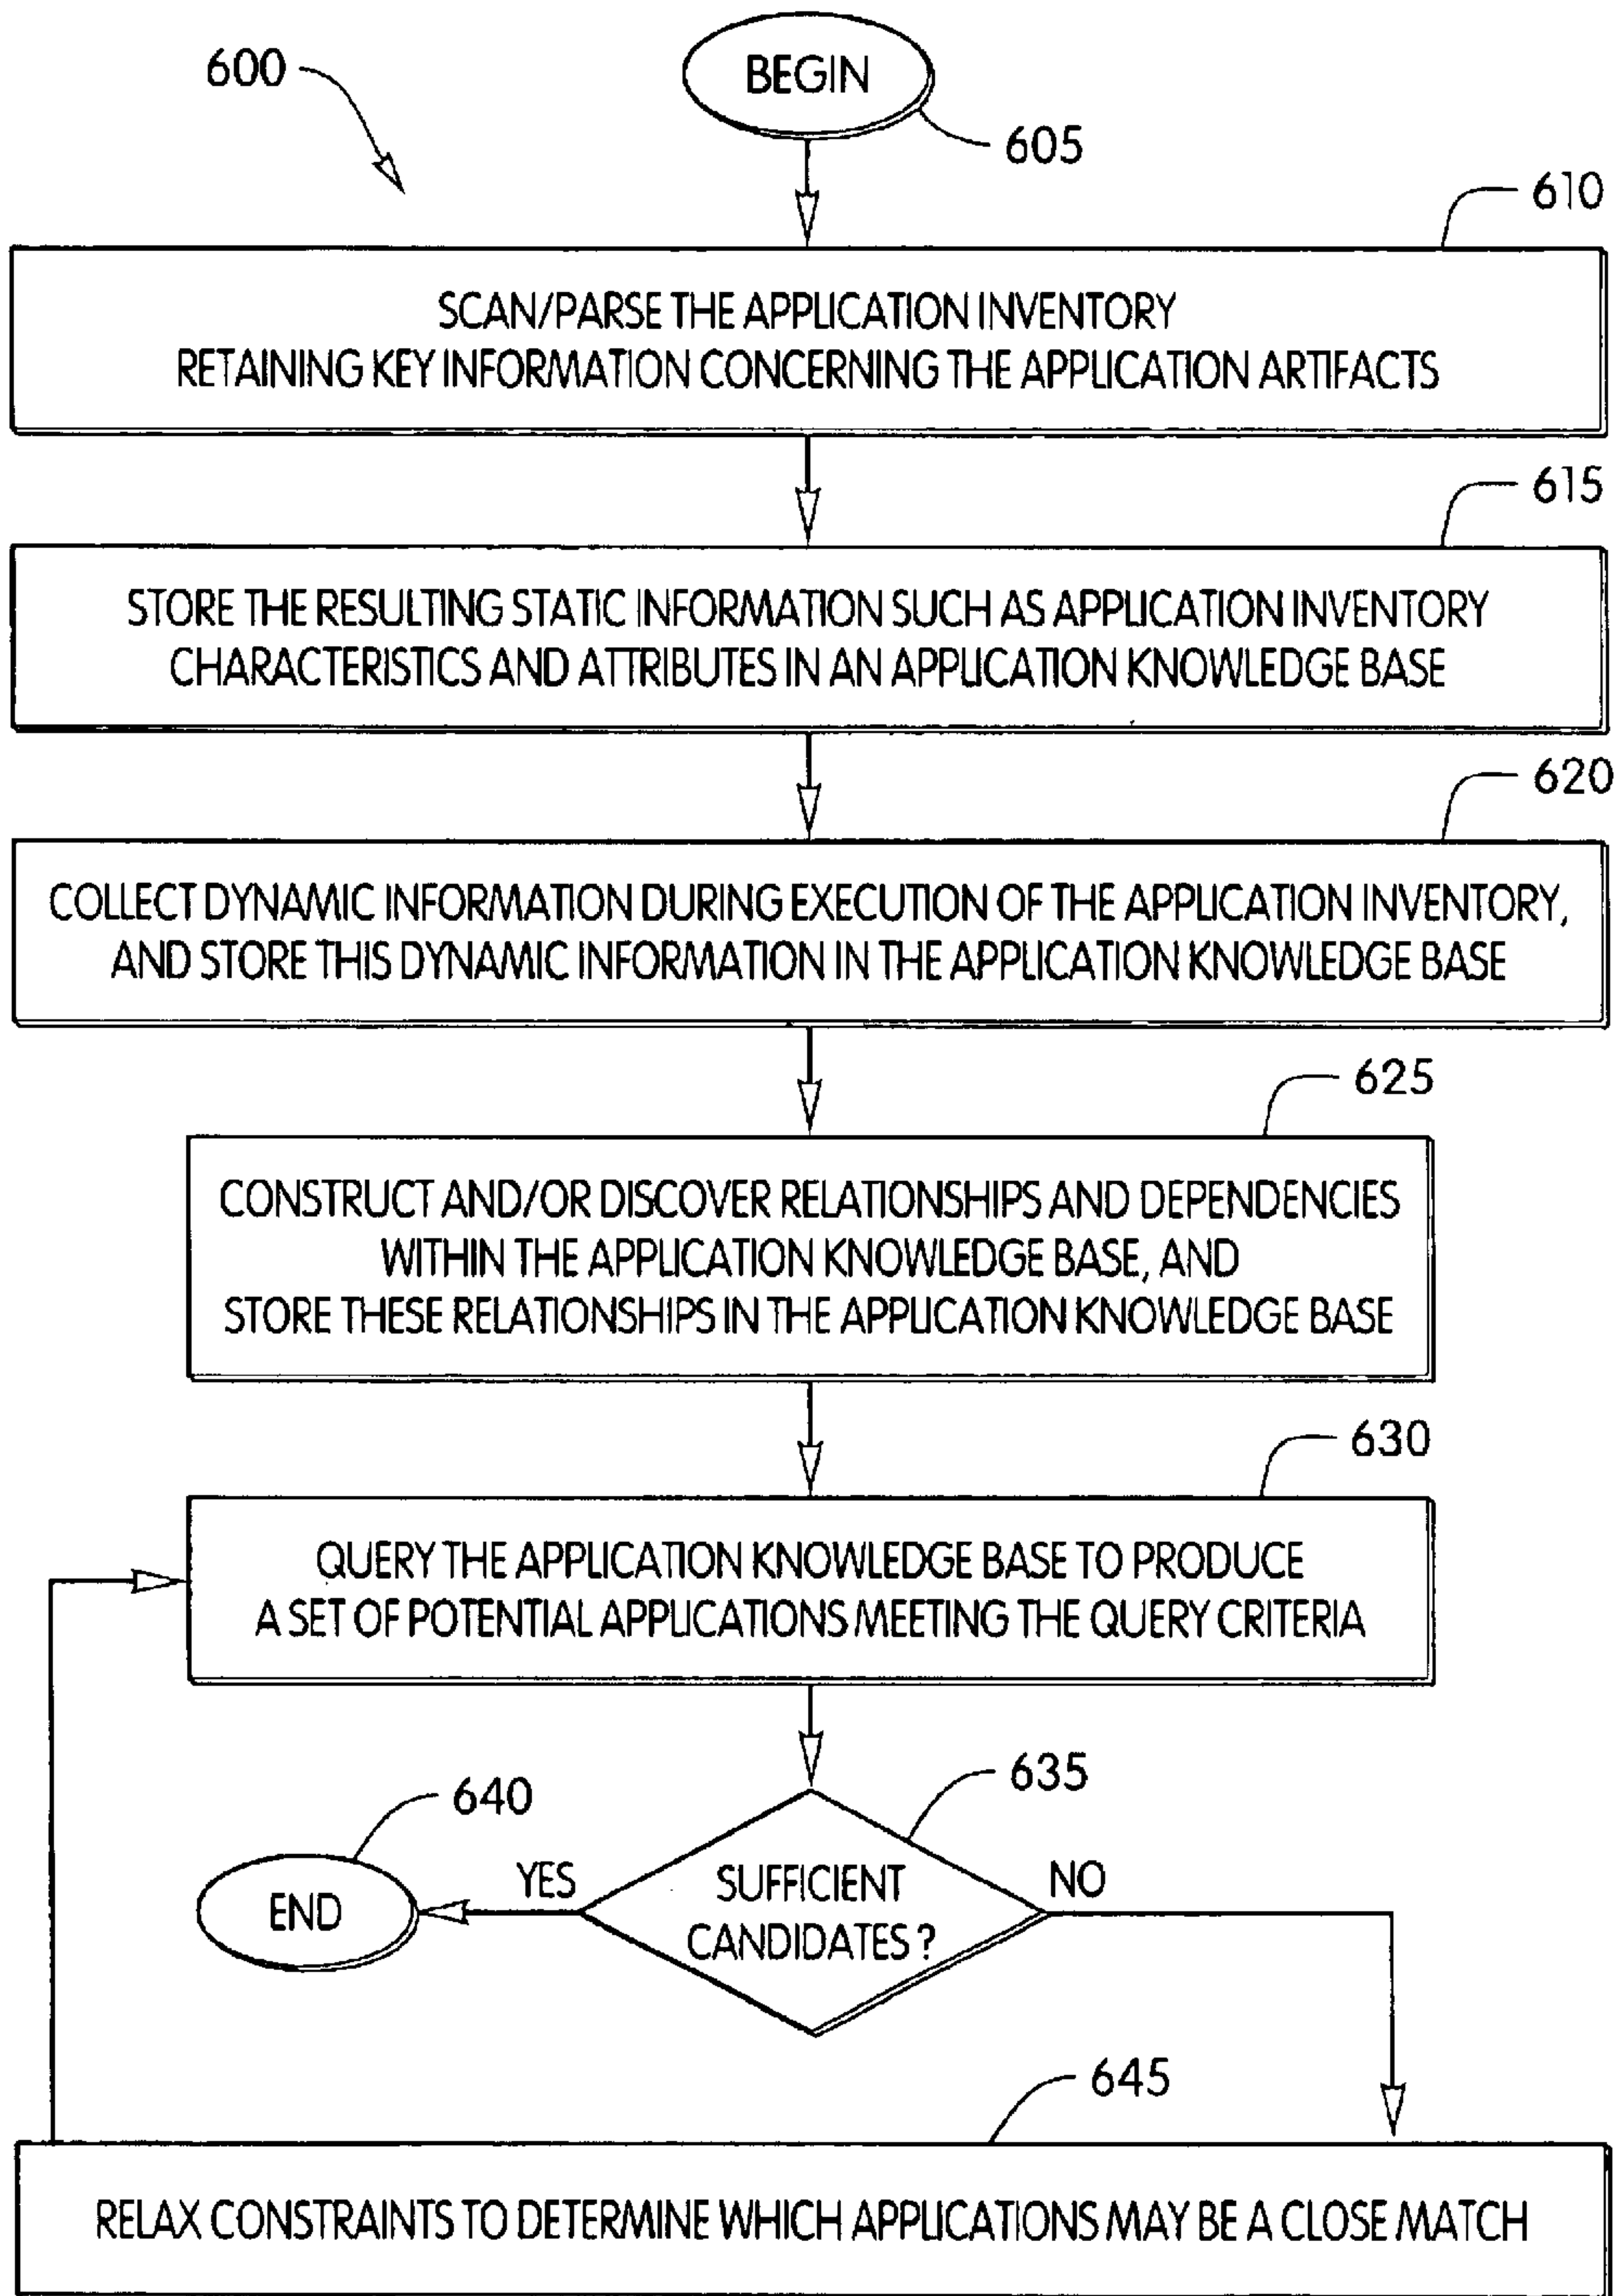 600
BEGIN
605
610
SCAN/PARSE THE APPLICATION INVENTORY
RETAINING KEY INFORMATION CONCERNING THE APPLICATION ARTIFACTS
615
STORE THE RESULTING STATIC INFORMATION SUCH AS APPLICATION INVENTORY
CHARACTERISTICS AND ATTRIBUTES IN AN APPLICATION KNOWLEDGE BASE
620
COLLECT DYNAMIC INFORMATION DURING EXECUTION OF THE APPLICATION INVENTORY,
AND STORE THIS DYNAMIC INFORMATION IN THE APPLICATION KNOWLEDGE BASE
625
CONSTRUCT AND/OR DISCOVER RELATIONSHIPS AND DEPENDENCIES
WITHIN THE APPLICATION KNOWLEDGE BASE, AND
STORE THESE RELATIONSHIPS IN THE APPLICATION KNOWLEDGE BASE
630
QUERY THE APPLICATION KNOWLEDGE BASE TO PRODUCE
A SET OF POTENTIAL APPLICATIONS MEETING THE QUERY CRITERIA
635
640
END
YES
SUFFICIENT
CANDIDATES ?
NO
645
RELAX CONSTRAINTS TO DETERMINE WHICH APPLICATIONS MAY BE A CLOSE MATCH